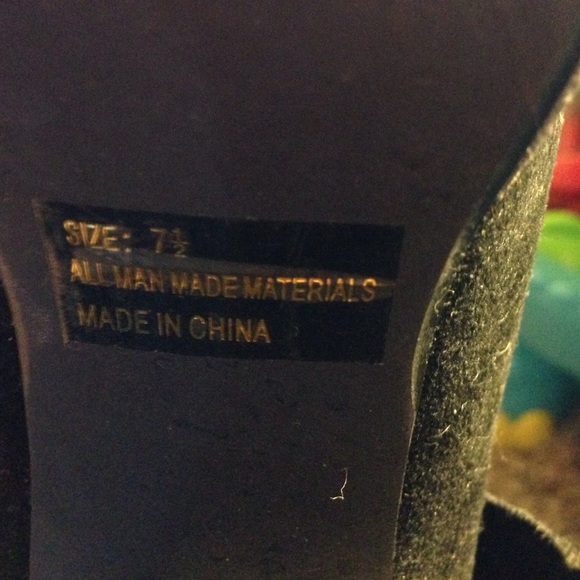 SIZE: 7½
ALL MAN MADE MATERIALS
MADE IN CHINA